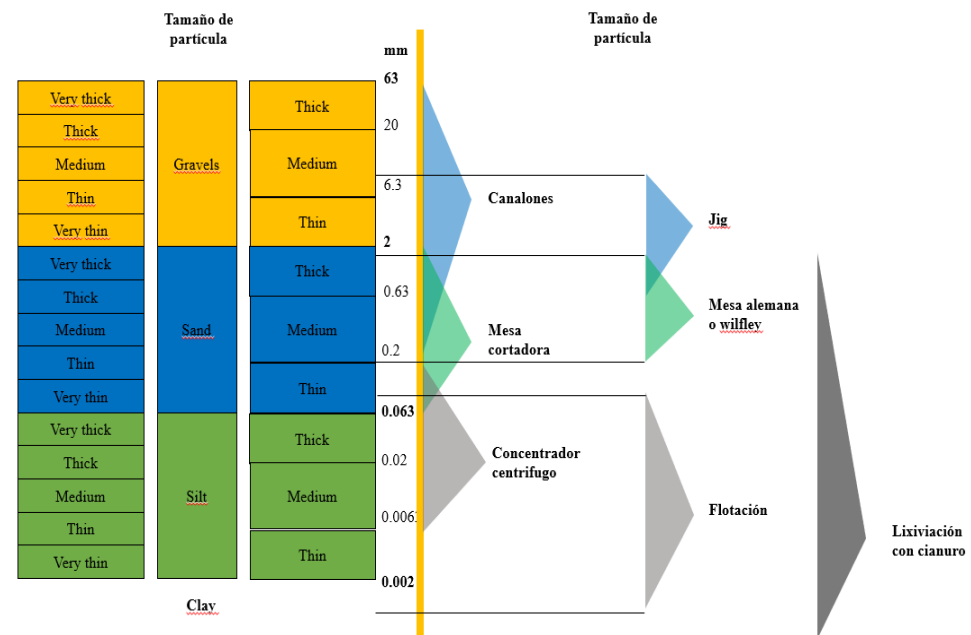 Tamaño de
partícula
Tamaño de
partícula
mm
63
20
6.3
2
0.63
0.2
0.063
0.02
0.0063
0.002
Very thick
Thick
Medium
Thin
Very thin
Very thick
Thick
Medium
Thin
Very thin
Very thick
Thick
Medium
Thin
Very thin
Gravels
Sand
Silt
Clay
Thick
Medium
Thin
Thick
Medium
Thin
Thick
Medium
Thin
Canalones
Mesa
cortadora
Concentrador
centrifugo
Jig
Mesa alemana
o wilfley
Flotación
Lixiviación
con cianuro